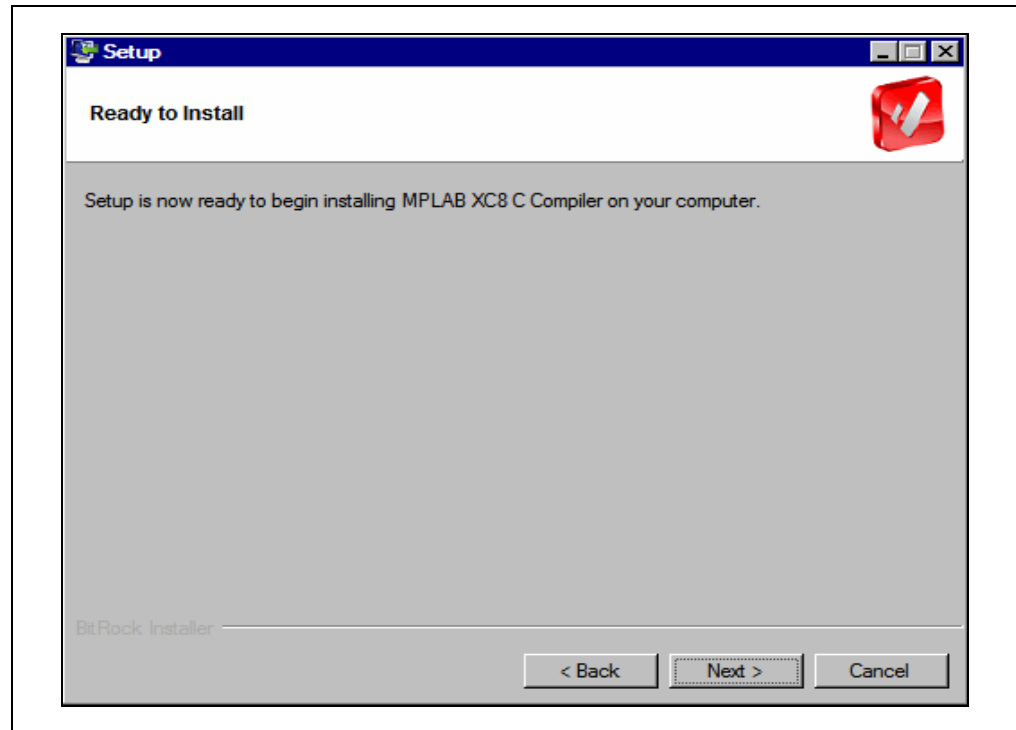 Setup
Ready to Install
Setup is now ready to begin installing MPLAB XC8 C Compiler on your computer.
BitRock Installer
< Back Next > Cancel